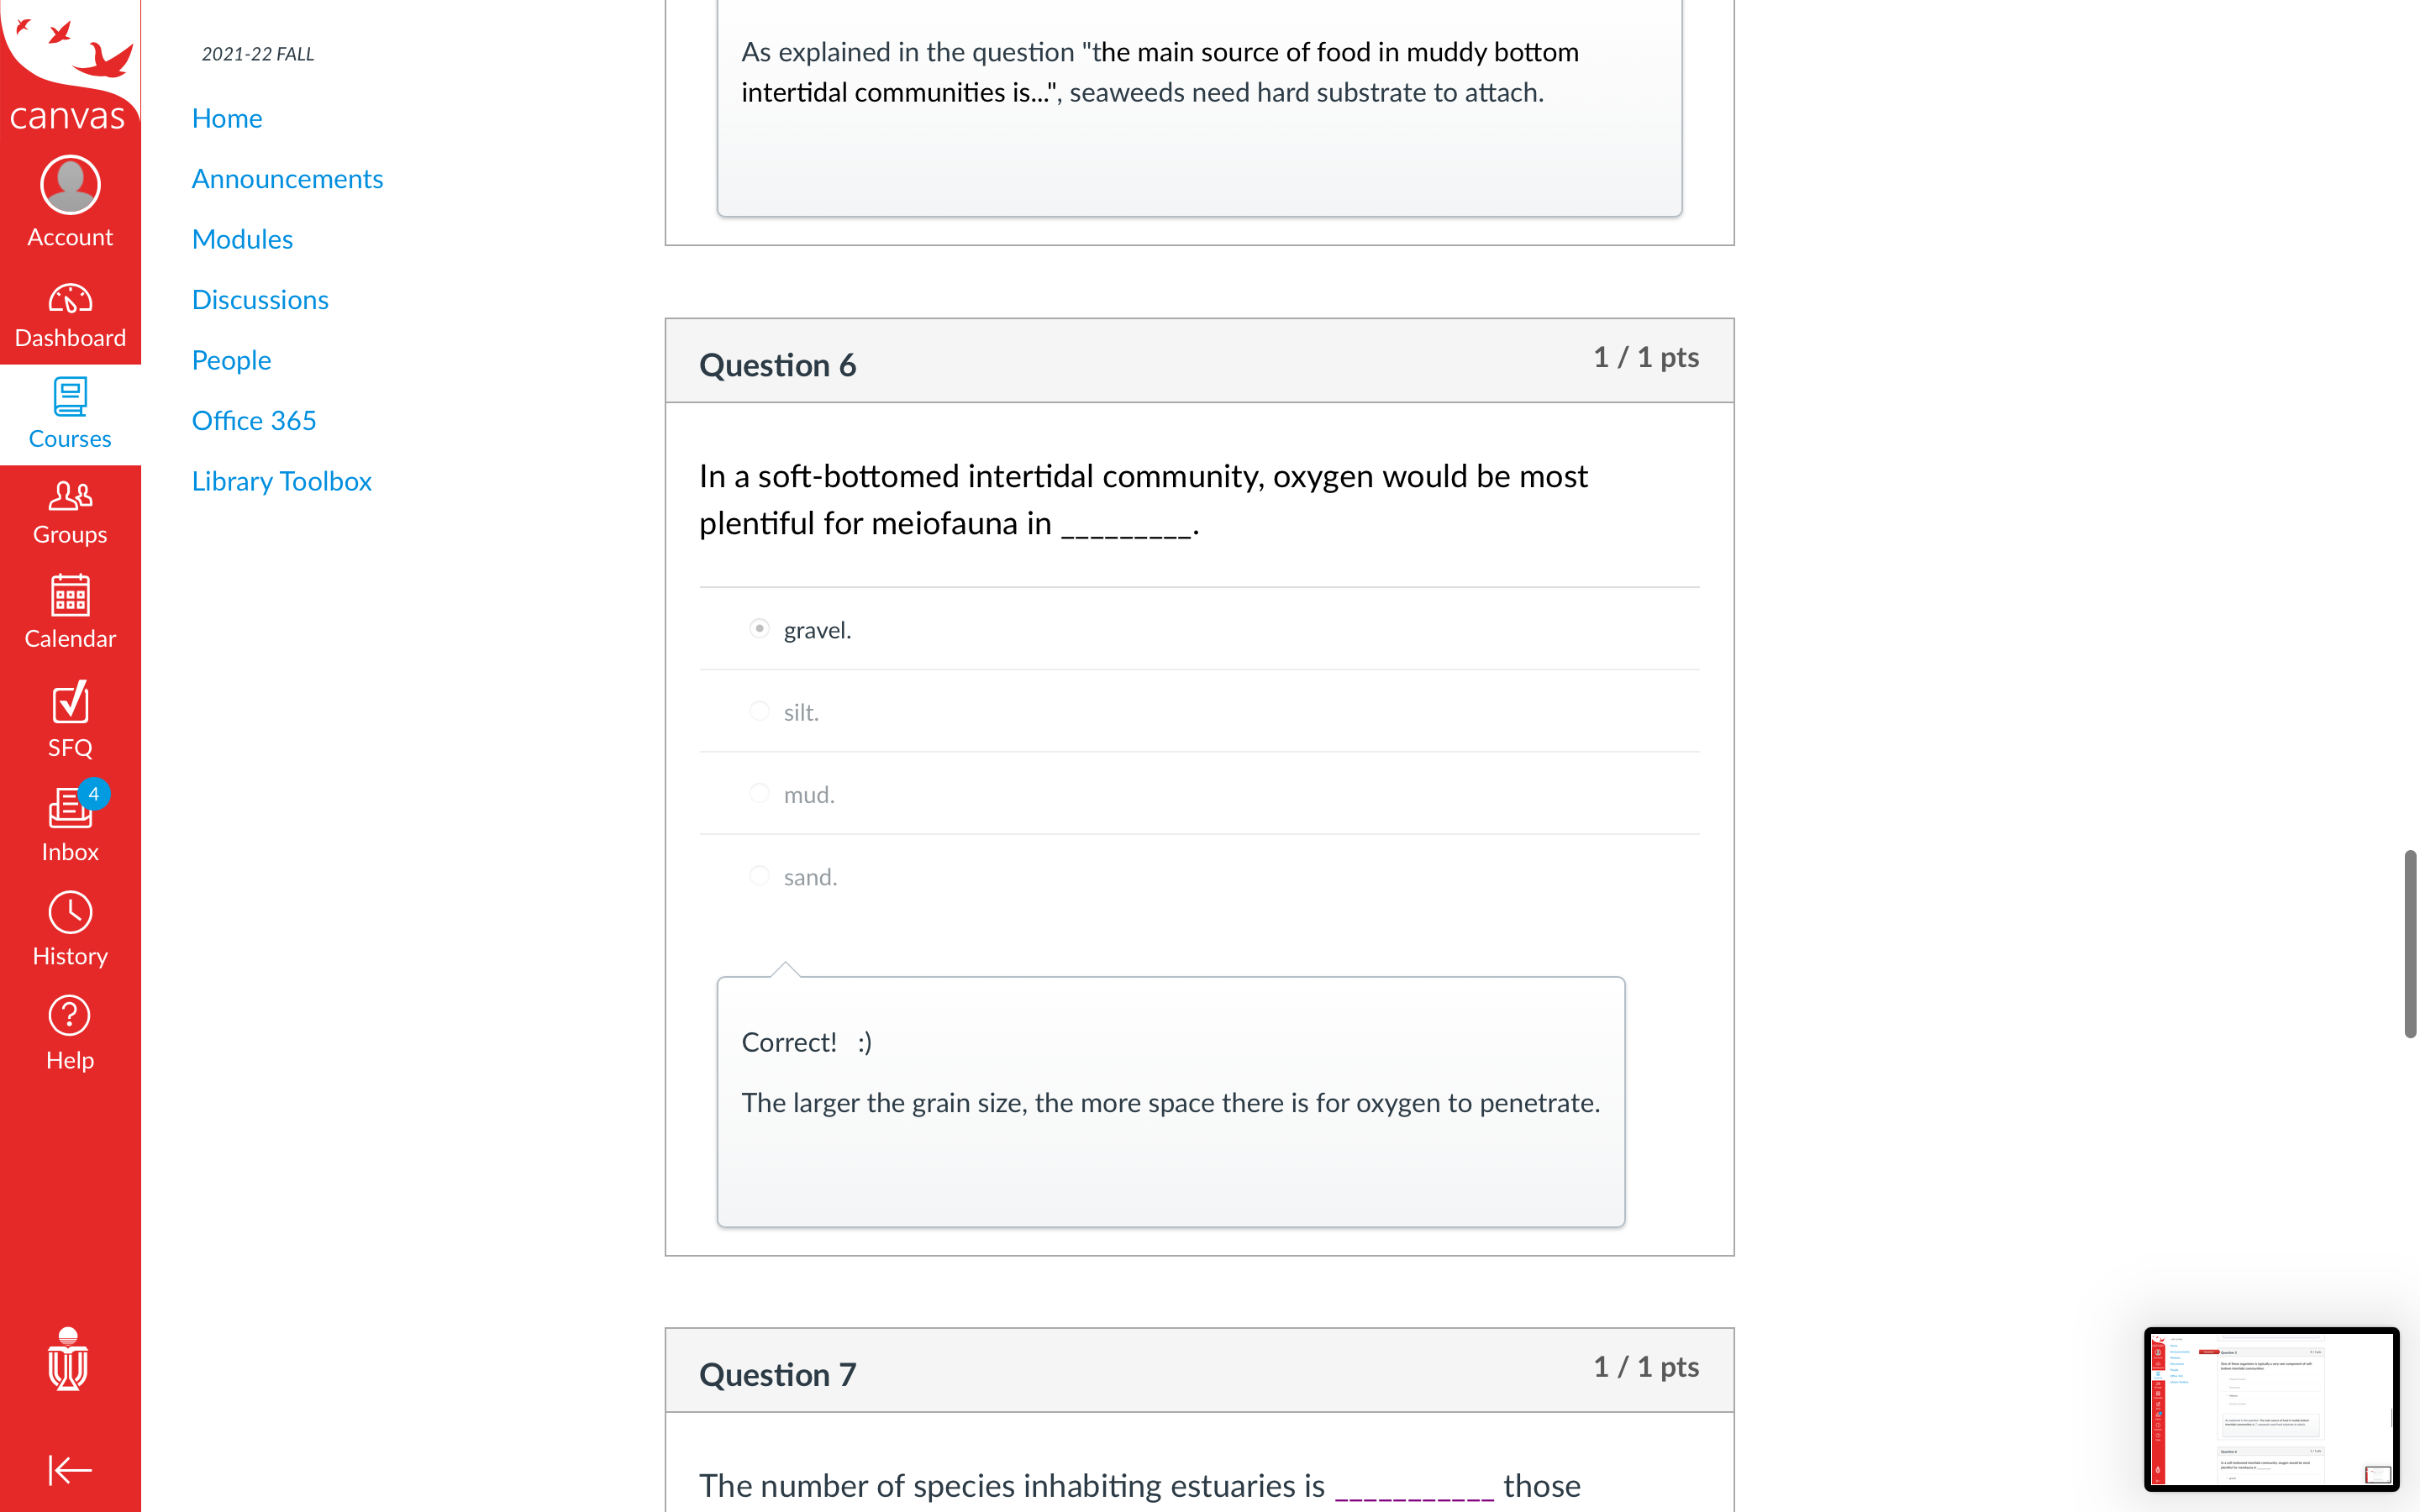 canvas
Account
Dashboard
Courses
Groups
Calendar
SFQ
4
Inbox
History
Help
2021-22 FALL
Home
Announcements
Modules
Discussions
People
Office 365
Library Toolbox
As explained in the question "the main source of food in muddy bottom
intertidal communities is...", seaweeds need hard substrate to attach.
Question 6
1 / 1 pts
In a soft-bottomed intertidal community, oxygen would be most
plentiful for meiofauna in _________.
gravel.
silt.
mud.
sand.
Correct! :)
The larger the grain size, the more space there is for oxygen to penetrate.
Question 7
1 / 1 pts
The number of species inhabiting estuaries is ___________ those